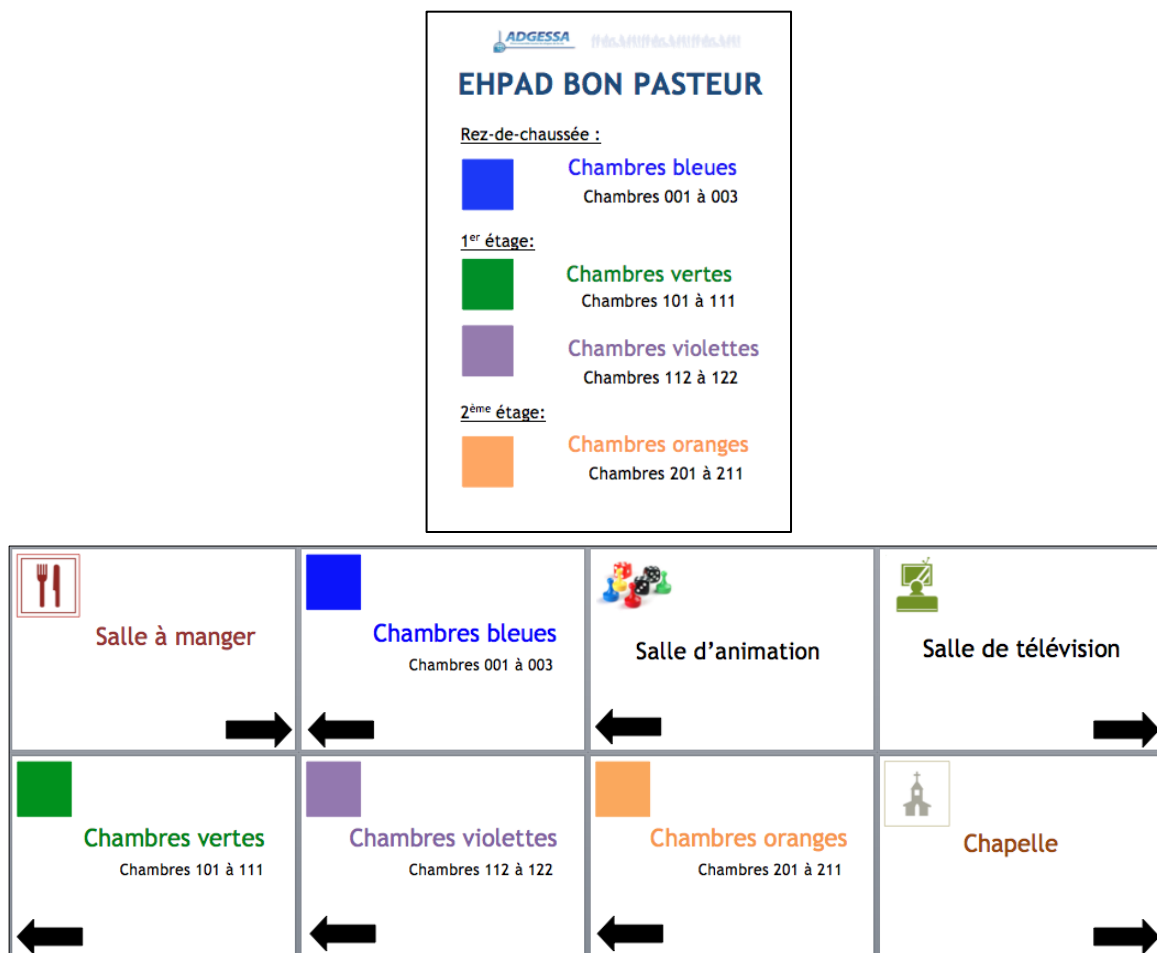 ADGESSA
EHPAD BON PASTEUR
Rez-de-chaussée :
Chambres bleues
Chambres 001 à 003
1er étage:
Chambres vertes
Chambres 101 à 111
Chambres violettes
Chambres 112 à 122
2ème étage:
Chambres oranges
Chambres 201 à 211
Salle à manger
Chambres bleues
Chambres 001 à 003
Salle d’animation
Salle de télévision
Chambres vertes
Chambres 101 à 111
Chambres violettes
Chambres 112 à 122
Chambres oranges
Chambres 201 à 211
Chapelle